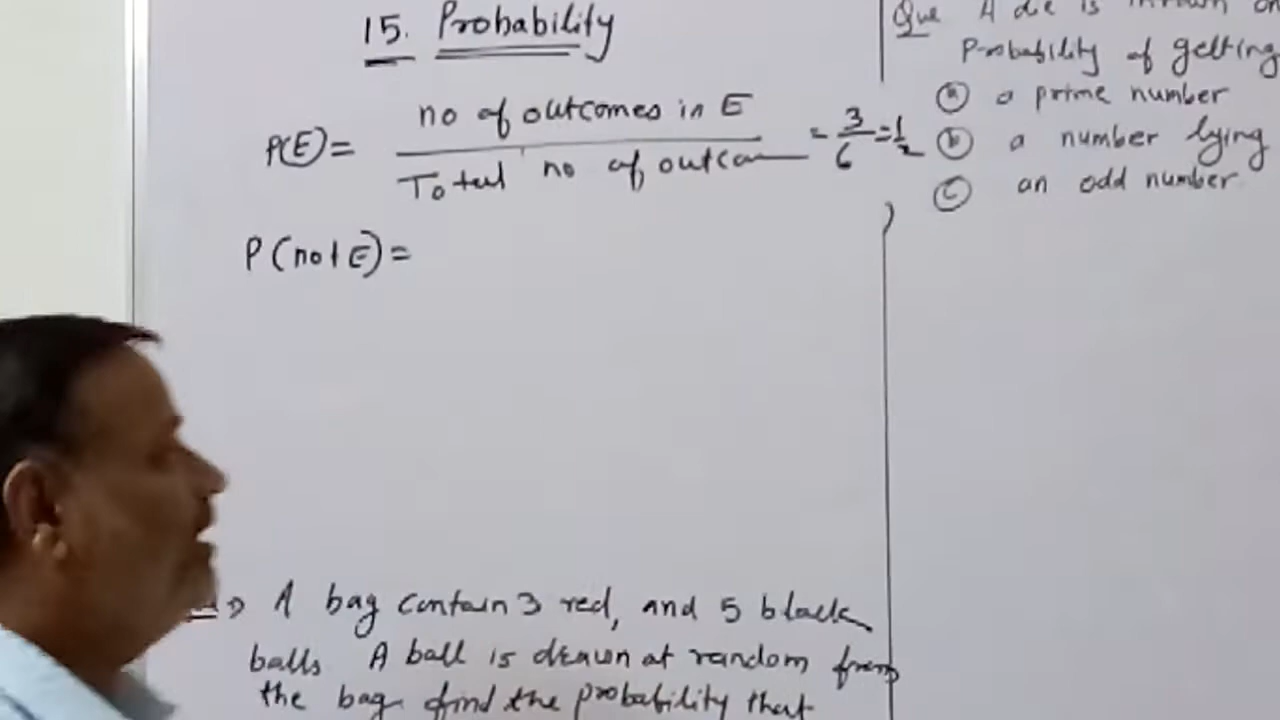 15. Probability
P(E) = no of outcomes in E / Total no of outcom = 3/6 = 1/2
P(not E) =
A bag contain 3 red, and 5 black
balls A ball is drawn at random from
the bag find the probability that
Que A die is thrown on
Probability of getting
(a) a prime number
(b) a number lying
(c) an odd number